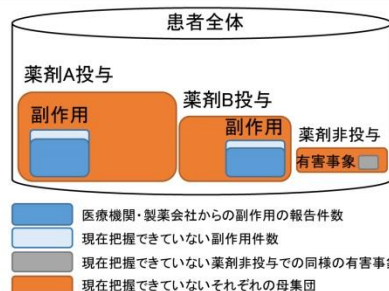 患者全体
薬剤A投与
副作用
薬剤B投与
副作用
薬剤非投与
有害事象
医療機関・製薬会社からの副作用の報告件数
現在把握できていない副作用件数
現在把握できていない薬剤非投与での同様の有害事象
現在把握できていないそれぞれの母集団